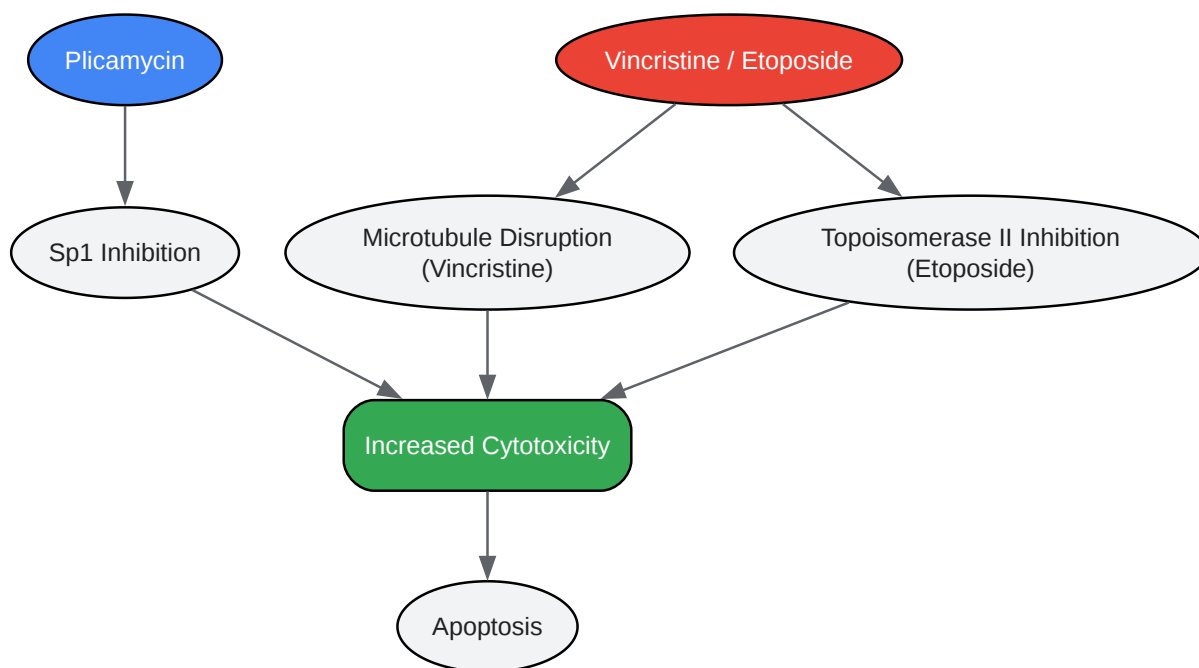 Plicamycin
Vincristine / Etoposide
Sp1 Inhibition
Microtubule Disruption
(Vincristine)
Topoisomerase II Inhibition
(Etoposide)
Increased Cytotoxicity
Apoptosis